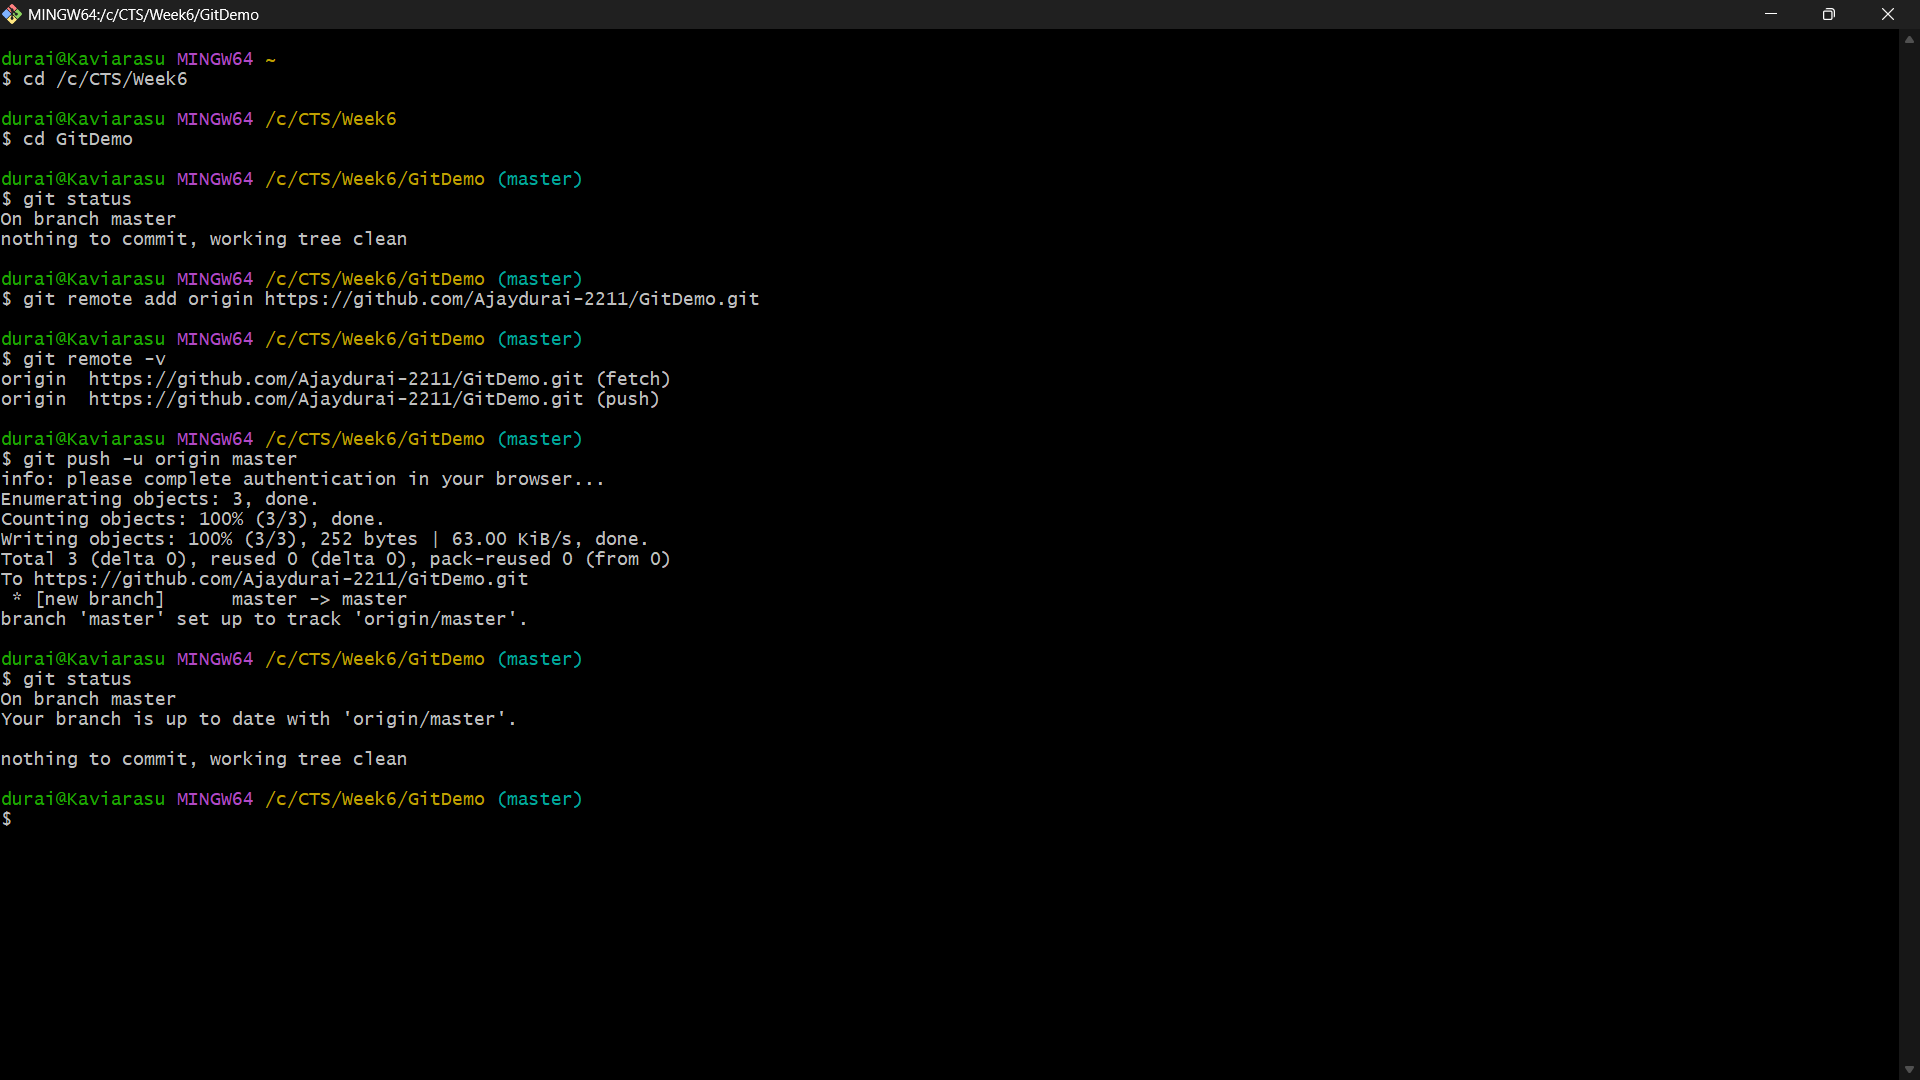 MINGW64:/c/CTS/Week6/GitDemo
durai@Kaviarasu MINGW64 ~
$ cd /c/CTS/Week6
durai@Kaviarasu MINGW64 /c/CTS/Week6
$ cd GitDemo
durai@Kaviarasu MINGW64 /c/CTS/Week6/GitDemo (master)
$ git status
On branch master
nothing to commit, working tree clean
durai@Kaviarasu MINGW64 /c/CTS/Week6/GitDemo (master)
$ git remote add origin https://github.com/Ajaydurai-2211/GitDemo.git
durai@Kaviarasu MINGW64 /c/CTS/Week6/GitDemo (master)
$ git remote -v
origin  https://github.com/Ajaydurai-2211/GitDemo.git (fetch)
origin  https://github.com/Ajaydurai-2211/GitDemo.git (push)
durai@Kaviarasu MINGW64 /c/CTS/Week6/GitDemo (master)
$ git push -u origin master
info: please complete authentication in your browser...
Enumerating objects: 3, done.
Counting objects: 100% (3/3), done.
Writing objects: 100% (3/3), 252 bytes | 63.00 KiB/s, done.
Total 3 (delta 0), reused 0 (delta 0), pack-reused 0 (from 0)
To https://github.com/Ajaydurai-2211/GitDemo.git
 * [new branch]      master -> master
branch 'master' set up to track 'origin/master'.
durai@Kaviarasu MINGW64 /c/CTS/Week6/GitDemo (master)
$ git status
On branch master
Your branch is up to date with 'origin/master'.
nothing to commit, working tree clean
durai@Kaviarasu MINGW64 /c/CTS/Week6/GitDemo (master)
$